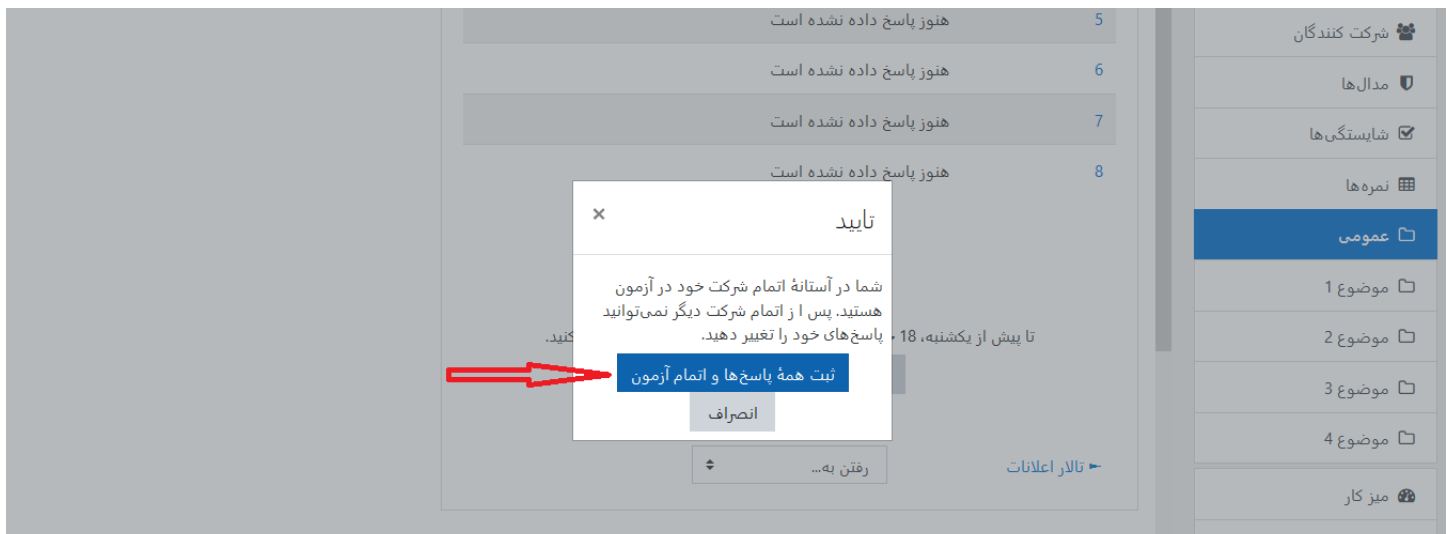 شرکت کنندگان
مدال‌ها
شایستگی‌ها
نمره‌ها
عمومی
موضوع 1
موضوع 2
موضوع 3
موضوع 4
میز کار
5 هنوز پاسخ داده نشده است
6 هنوز پاسخ داده نشده است
7 هنوز پاسخ داده نشده است
8 هنوز پاسخ داده نشده است
تایید ×
شما در آستانهٔ اتمام شرکت خود در آزمون
هستید. پس ا ز اتمام شرکت دیگر نمی‌توانید
پاسخ‌های خود را تغییر دهید.
ثبت همهٔ پاسخ‌ها و اتمام آزمون
انصراف
تا پیش از یکشنبه، 18 کنید.
◄ تالار اعلانات
رفتن به...